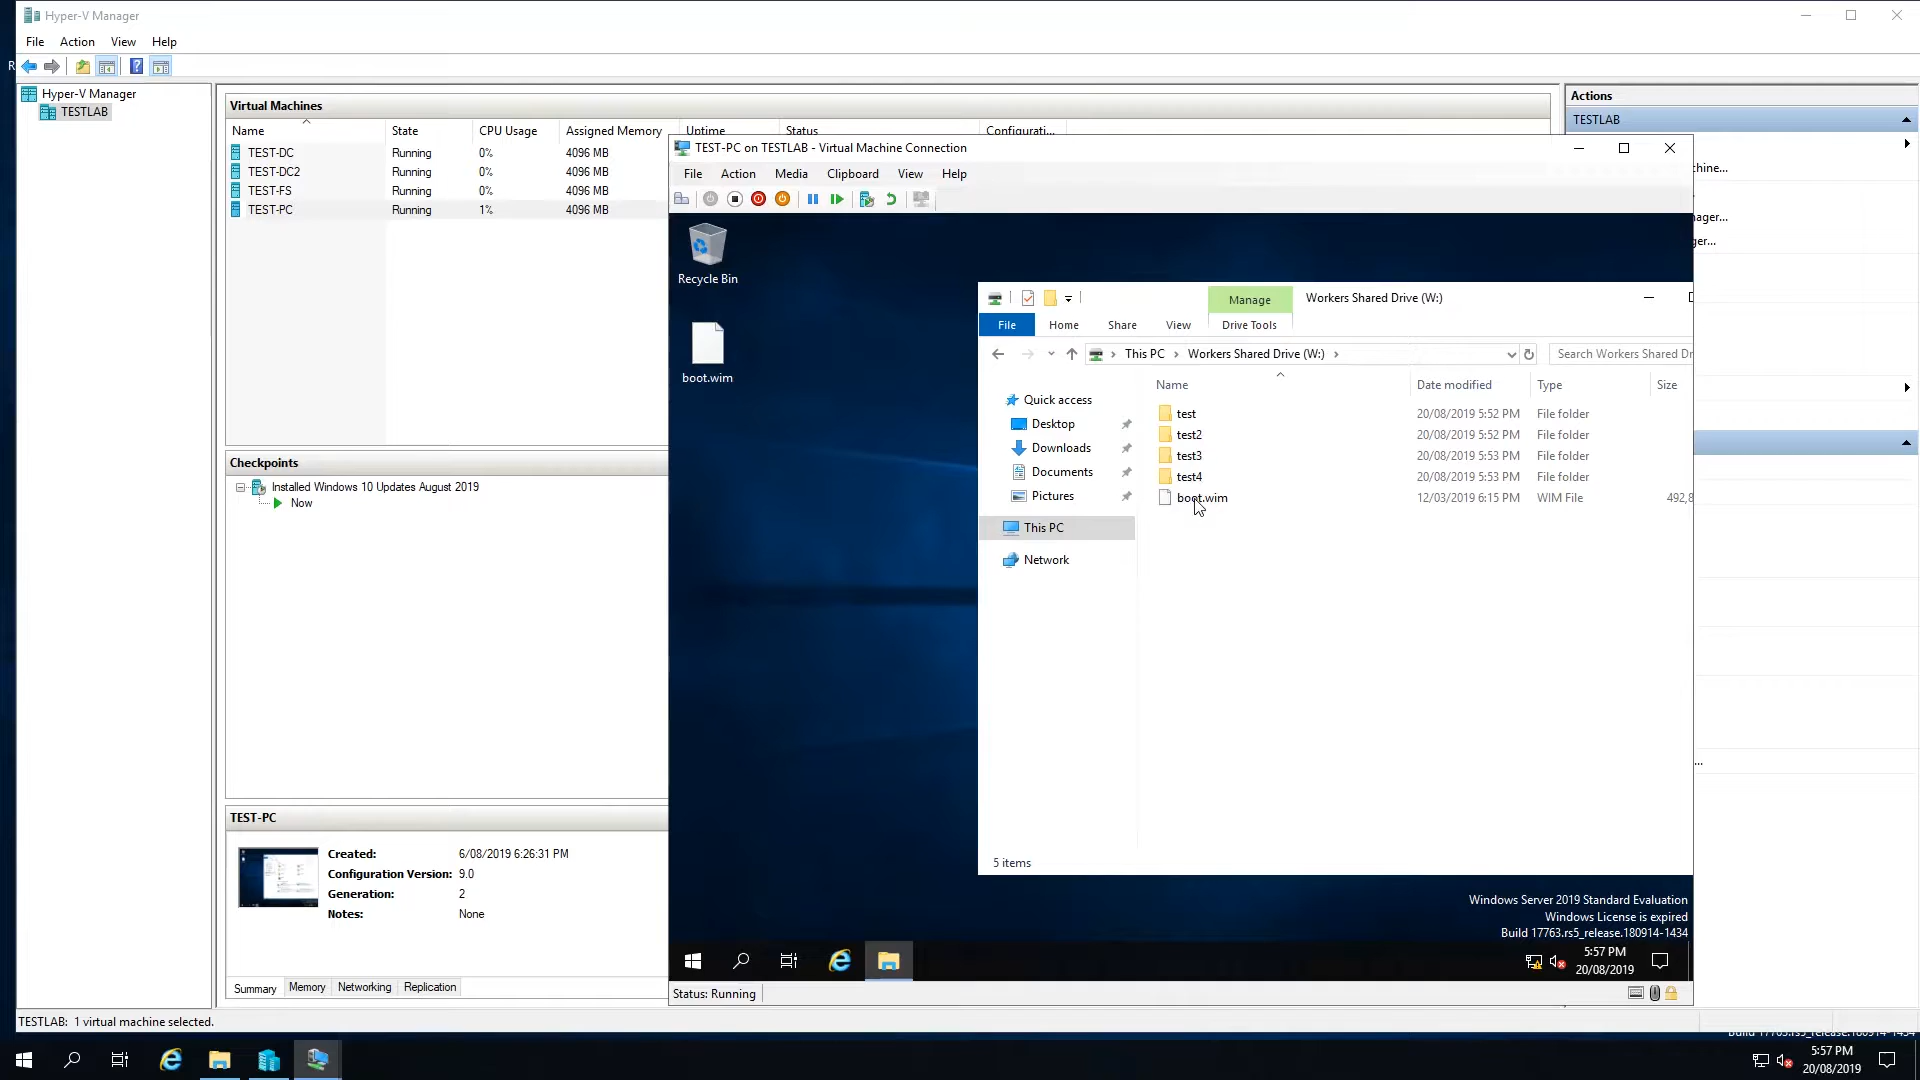 Hyper-V Manager
File Action View Help
R
Hyper-V Manager
TESTLAB
Virtual Machines
Name State CPU Usage Assigned Memory Uptime Status Configurati...
TEST-DC Running 0% 4096 MB
TEST-DC2 Running 0% 4096 MB
TEST-FS Running 0% 4096 MB
TEST-PC Running 1% 4096 MB
Checkpoints
Installed Windows 10 Updates August 2019
Now
TEST-PC
Created: 6/08/2019 6:26:31 PM
Configuration Version: 9.0
Generation: 2
Notes: None
Summary Memory Networking Replication
TESTLAB: 1 virtual machine selected.
Actions
TESTLAB
hine...
ager...
ger...
...
TEST-PC on TESTLAB - Virtual Machine Connection
File Action Media Clipboard View Help
Recycle Bin
boot.wim
Manage Workers Shared Drive (W:)
File Home Share View Drive Tools
This PC Workers Shared Drive (W:) Search Workers Shared Dr
Quick access
Desktop
Downloads
Documents
Pictures
This PC
Network
Name Date modified Type Size
test 20/08/2019 5:52 PM File folder
test2 20/08/2019 5:52 PM File folder
test3 20/08/2019 5:53 PM File folder
test4 20/08/2019 5:53 PM File folder
boot.wim 12/03/2019 6:15 PM WIM File 492,8
5 items
Windows Server 2019 Standard Evaluation
Windows License is expired
Build 17763.rs5_release.180914-1434
5:57 PM
20/08/2019
Status: Running
Build 17763.rs5_release.180914-1434
5:57 PM
20/08/2019